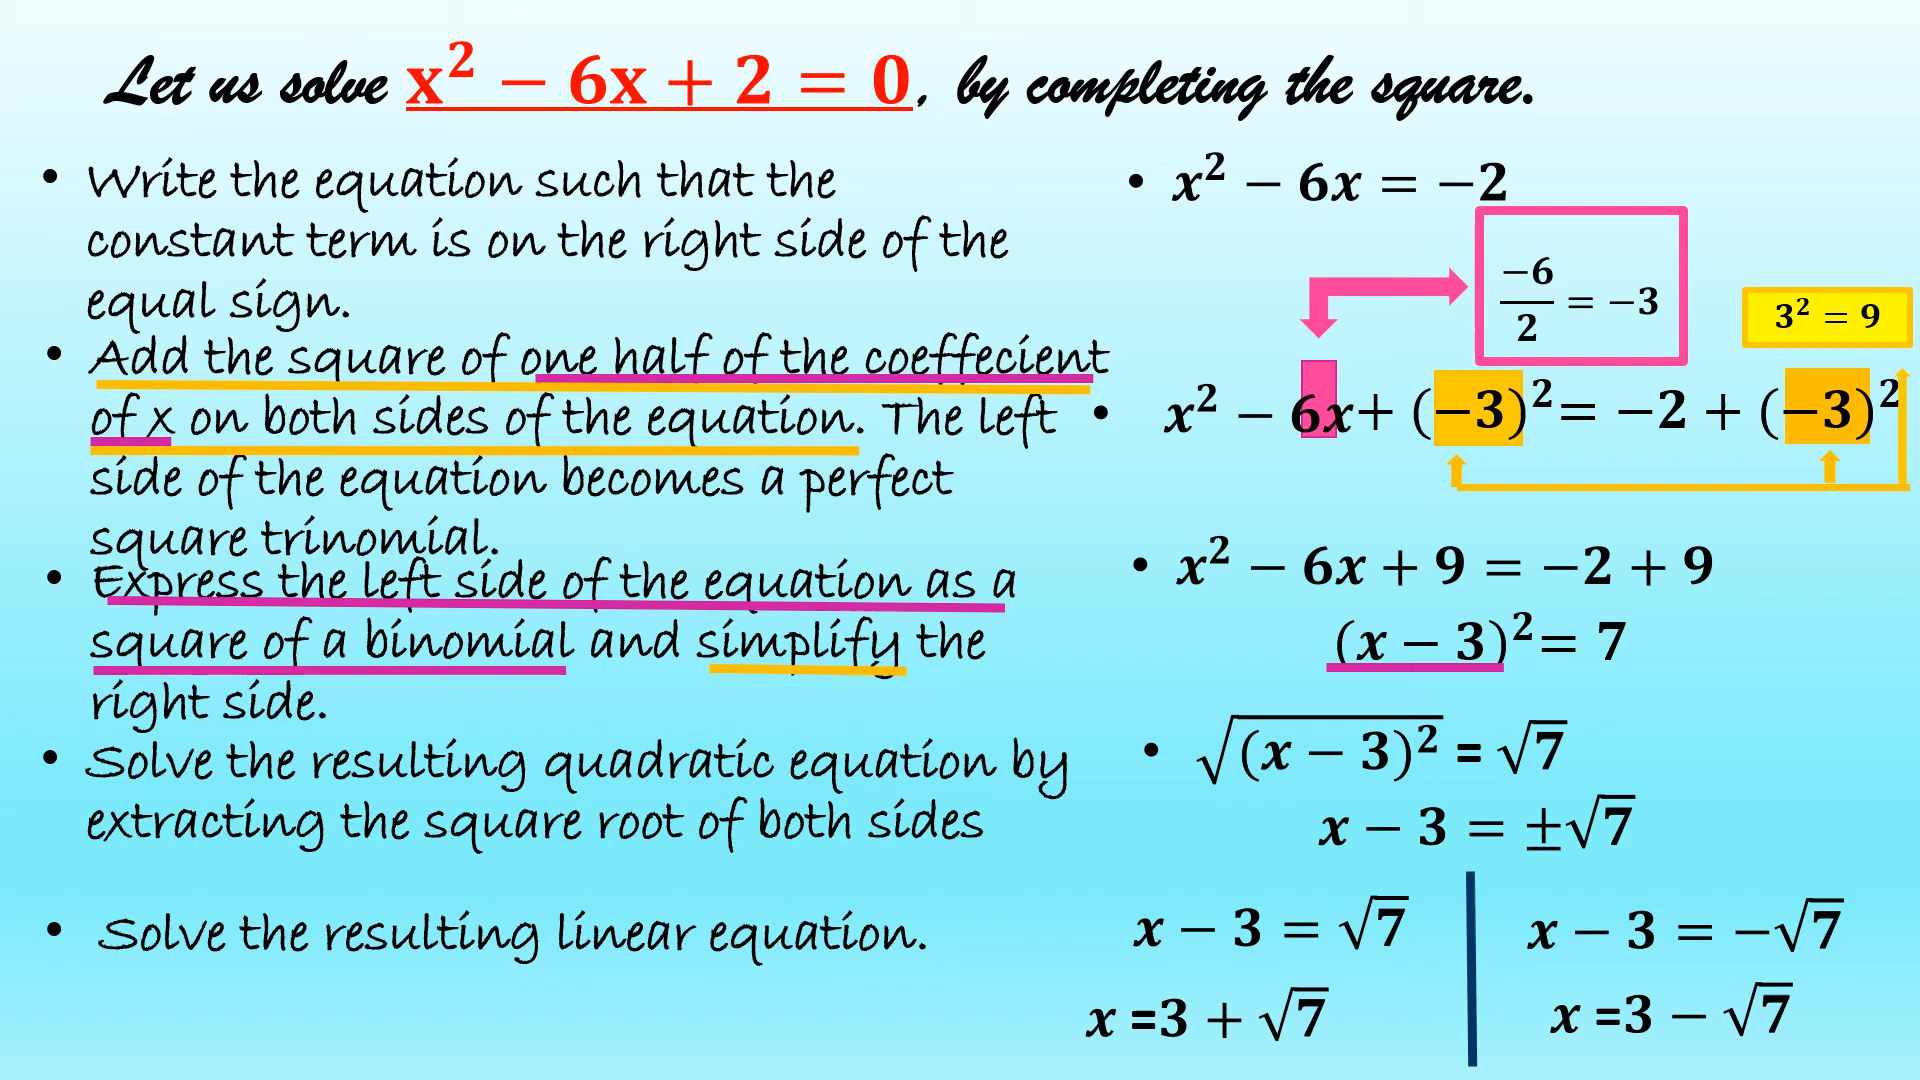 Let us solve x² − 6x + 2 = 0, by completing the square.
• Write the equation such that the
constant term is on the right side of the
equal sign.
• Add the square of one half of the coeffecient
of x on both sides of the equation. The left
side of the equation becomes a perfect
square trinomial.
• Express the left side of the equation as a
square of a binomial and simplify the
right side.
• Solve the resulting quadratic equation by
extracting the square root of both sides
• Solve the resulting linear equation.
• x² − 6x = −2
−6/2 = −3
3² = 9
• x² − 6x + (−3)² = −2 + (−3)²
• x² − 6x + 9 = −2 + 9
(x − 3)² = 7
• √(x − 3)² = √7
x − 3 = ±√7
x − 3 = √7
x =3 + √7
x − 3 = −√7
x =3 − √7